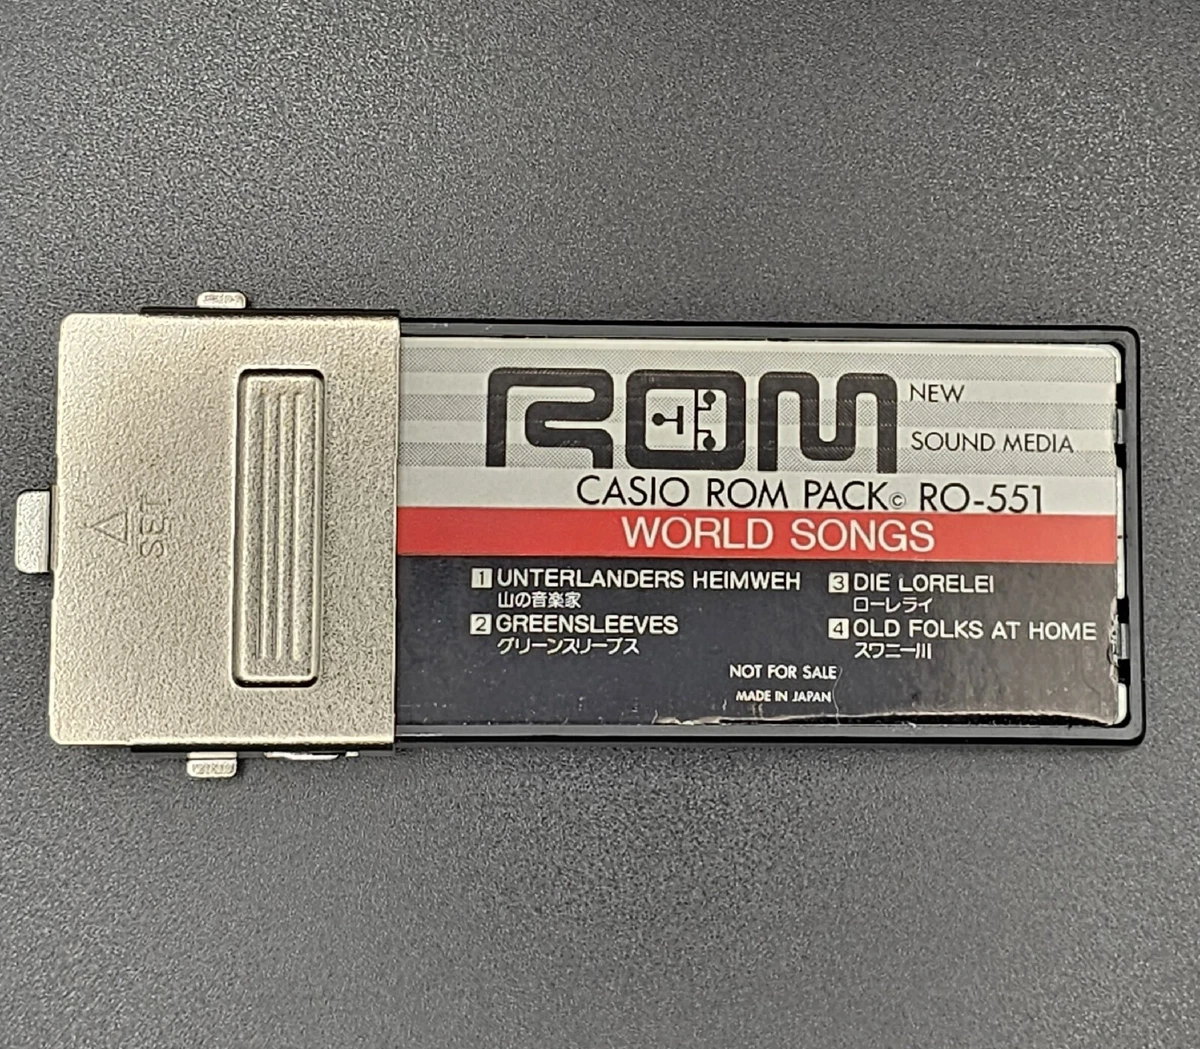 SET
ROM
NEW
SOUND MEDIA
CASIO ROM PACK© RO-551
WORLD SONGS
1 UNTERLANDERS HEIMWEH
山の音楽家
2 GREENSLEEVES
グリーンスリーブス
3 DIE LORELEI
ローレライ
4 OLD FOLKS AT HOME
スワニー川
NOT FOR SALE
MADE IN JAPAN